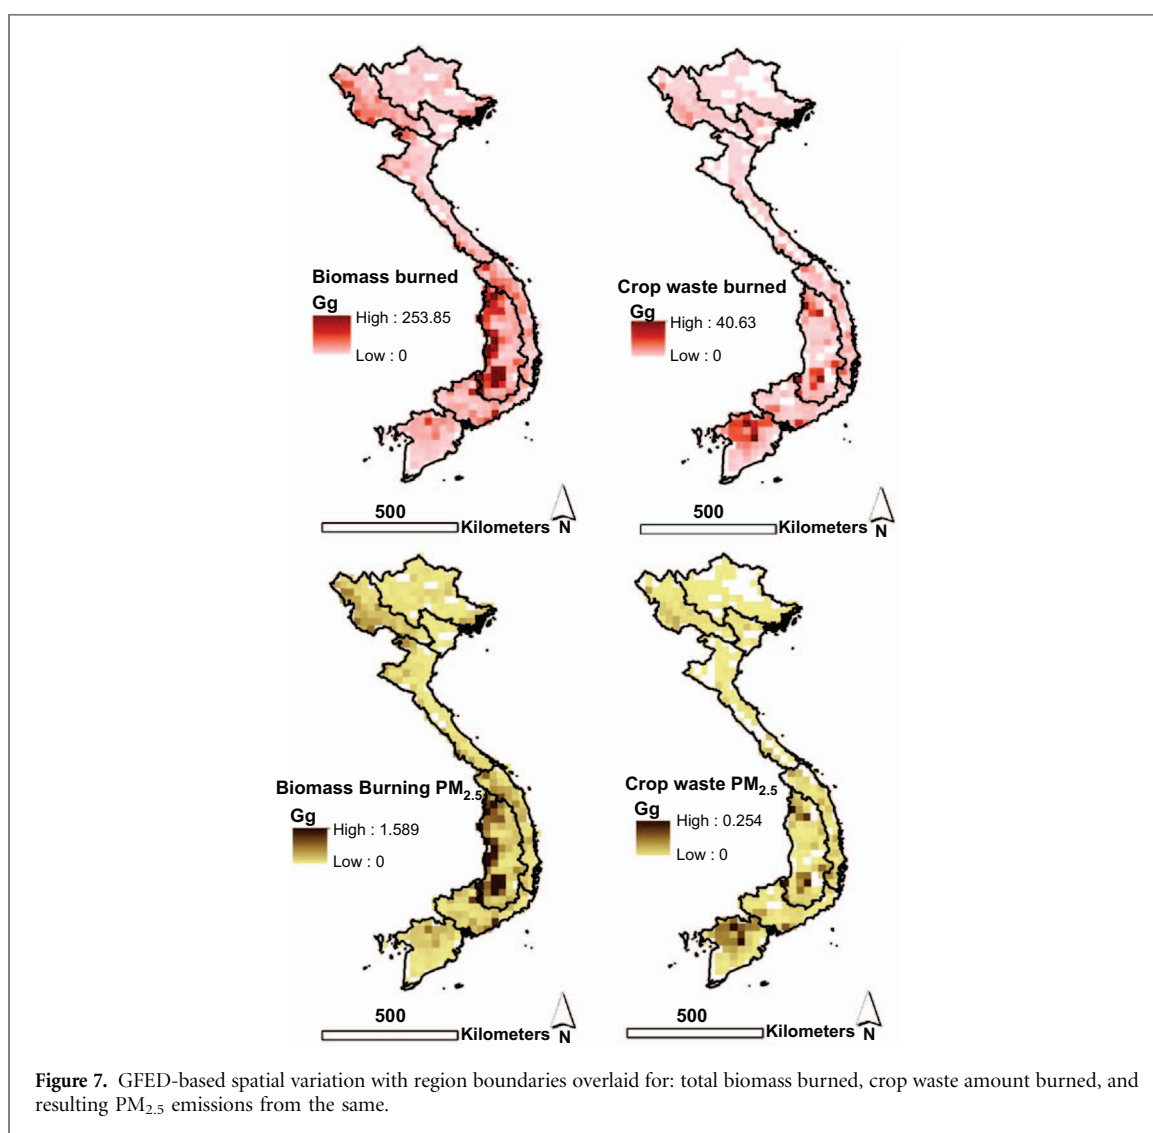 Biomass burned
Gg
High : 253.85
Low : 0
500
Kilometers
N
Crop waste burned
Gg
High : 40.63
Low : 0
500
Kilometers
N
Biomass Burning PM2.5
Gg
High : 1.589
Low : 0
500
Kilometers
N
Crop waste PM2.5
Gg
High : 0.254
Low : 0
500
Kilometers
N
Figure 7. GFED-based spatial variation with region boundaries overlaid for: total biomass burned, crop waste amount burned, and
resulting PM2.5 emissions from the same.